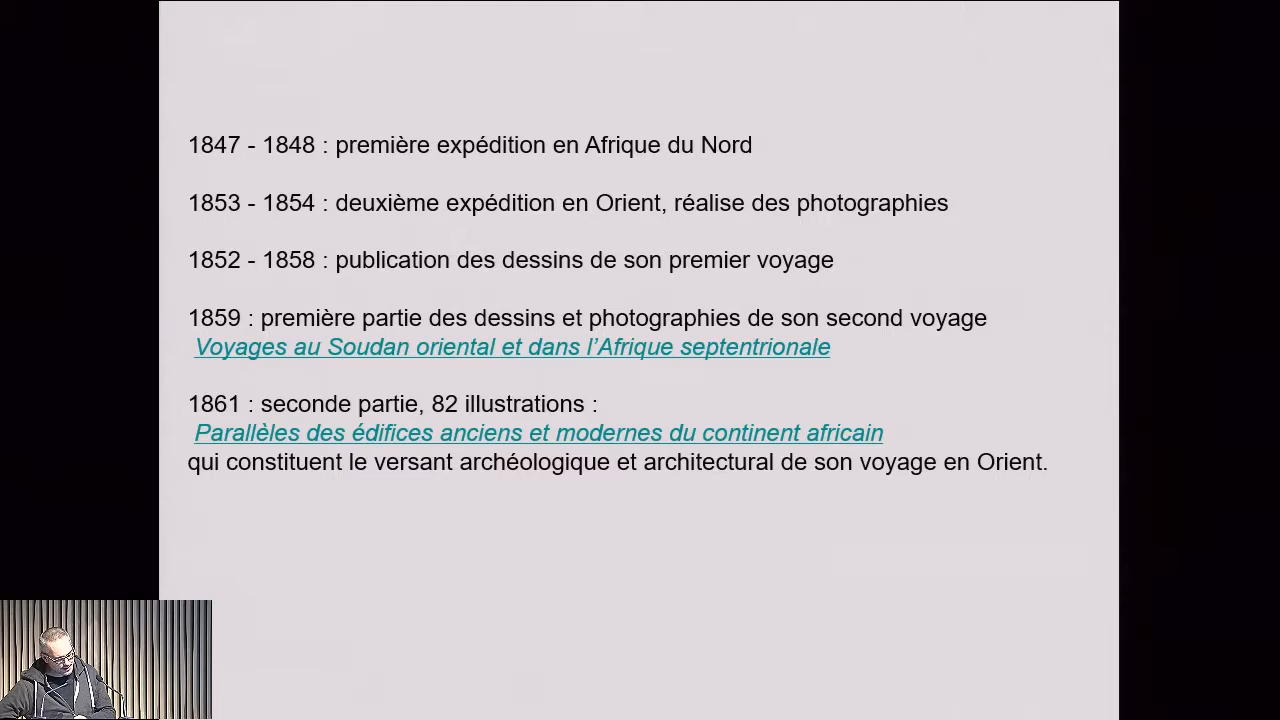 1847 - 1848 : première expédition en Afrique du Nord
1853 - 1854 : deuxième expédition en Orient, réalise des photographies
1852 - 1858 : publication des dessins de son premier voyage
1859 : première partie des dessins et photographies de son second voyage
Voyages au Soudan oriental et dans l’Afrique septentrionale
1861 : seconde partie, 82 illustrations :
Parallèles des édifices anciens et modernes du continent africain
qui constituent le versant archéologique et architectural de son voyage en Orient.